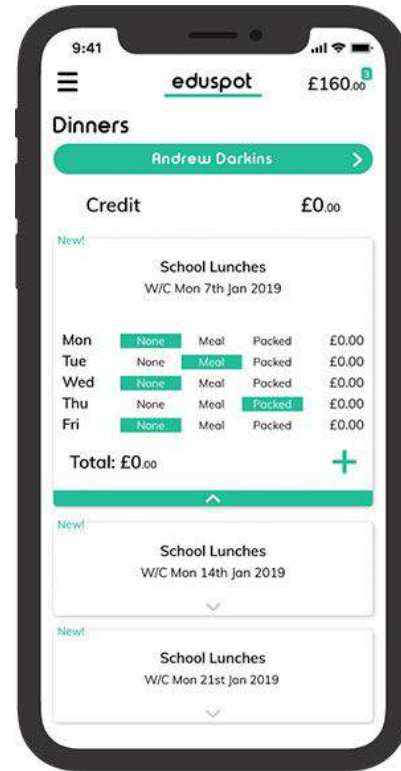 9:41
eduspot £160.00 3
Dinners
Andrew Darkins
Credit £0.00
New!
School Lunches
W/C Mon 7th Jan 2019
Mon None Meal Packed £0.00
Tue None Meal Packed £0.00
Wed None Meal Packed £0.00
Thu None Meal Packed £0.00
Fri None Meal Packed £0.00
Total: £0.00
New!
School Lunches
W/C Mon 14th Jan 2019
New!
School Lunches
W/C Mon 21st Jan 2019